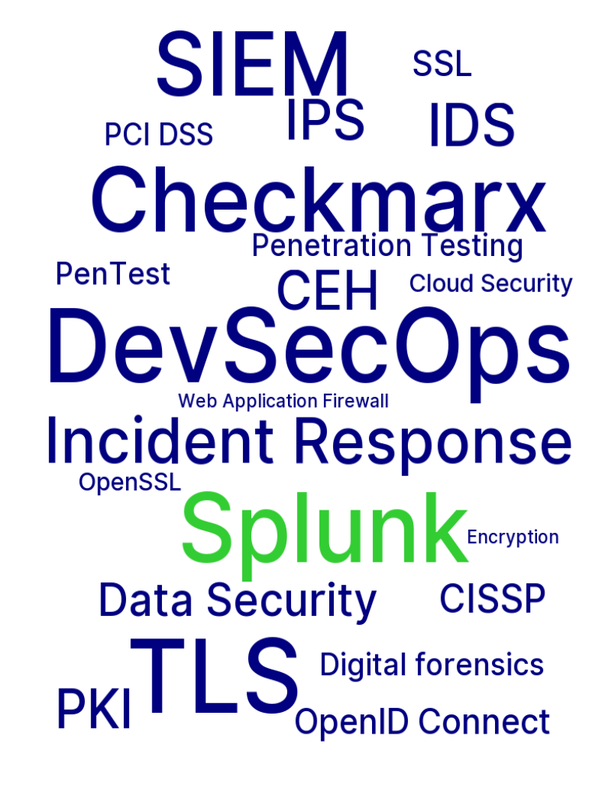 SIEM
SSL
IPS
IDS
PCI DSS
Checkmarx
Penetration Testing
PenTest
CEH
Cloud Security
DevSecOps
Web Application Firewall
Incident Response
OpenSSL
Splunk
Encryption
Data Security
CISSP
TLS
Digital forensics
PKI
OpenID Connect